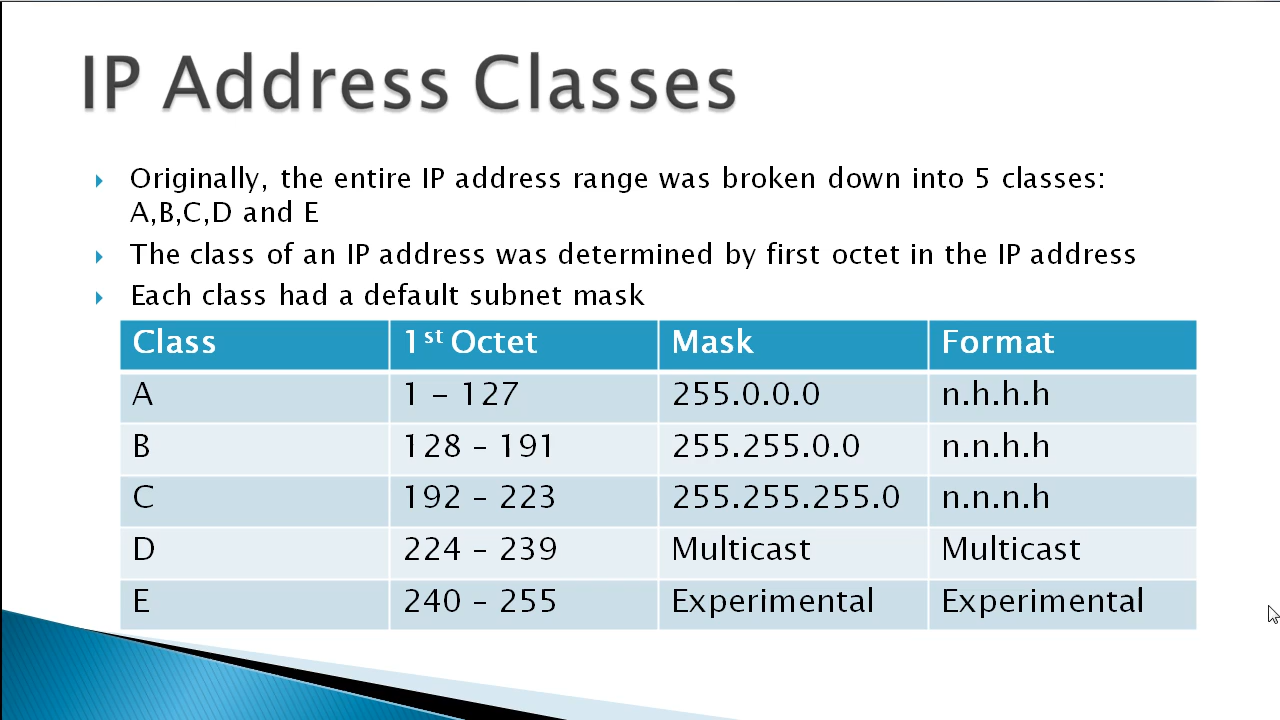 IP Address Classes
Originally, the entire IP address range was broken down into 5 classes:
A,B,C,D and E
The class of an IP address was determined by first octet in the IP address
Each class had a default subnet mask
Class 1st Octet Mask Format
A 1 – 127 255.0.0.0 n.h.h.h
B 128 – 191 255.255.0.0 n.n.h.h
C 192 – 223 255.255.255.0 n.n.n.h
D 224 – 239 Multicast Multicast
E 240 – 255 Experimental Experimental